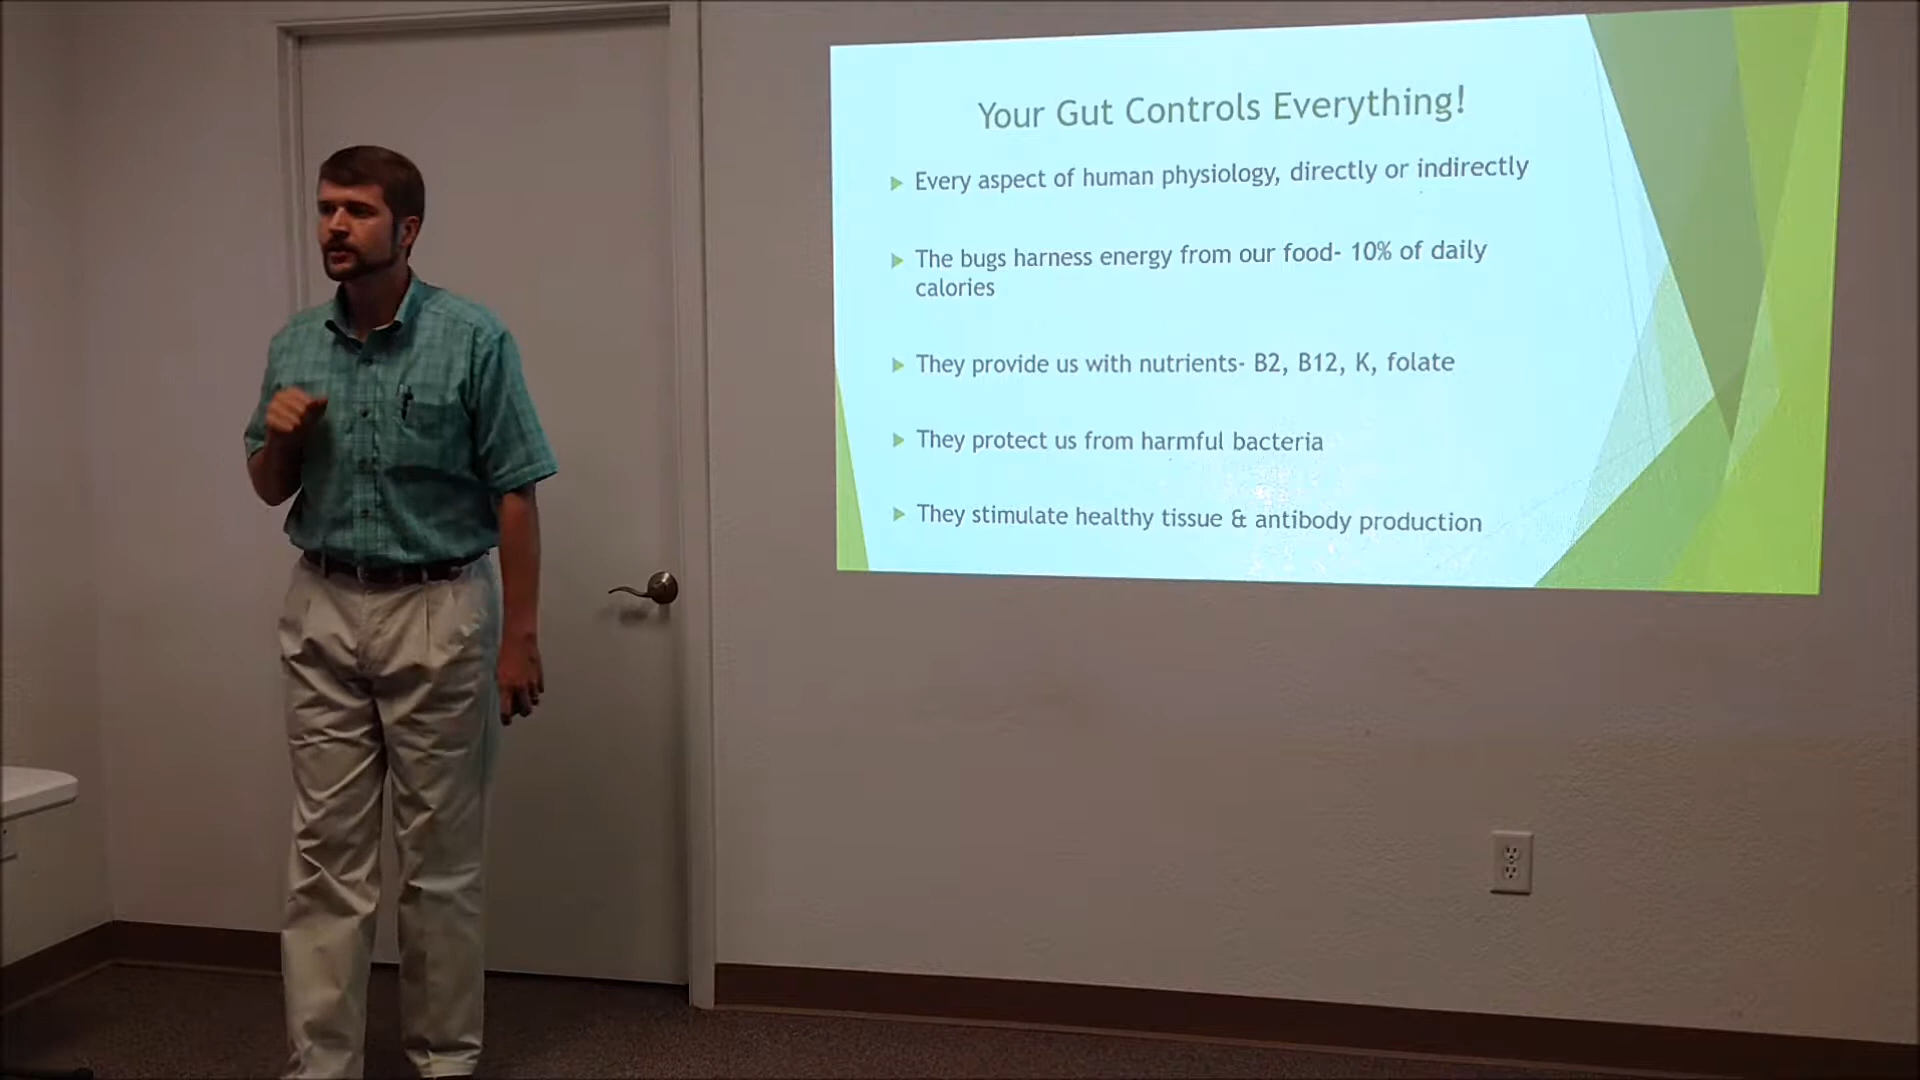 Your Gut Controls Everything!
Every aspect of human physiology, directly or indirectly
The bugs harness energy from our food- 10% of daily
calories
They provide us with nutrients- B2, B12, K, folate
They protect us from harmful bacteria
They stimulate healthy tissue & antibody production